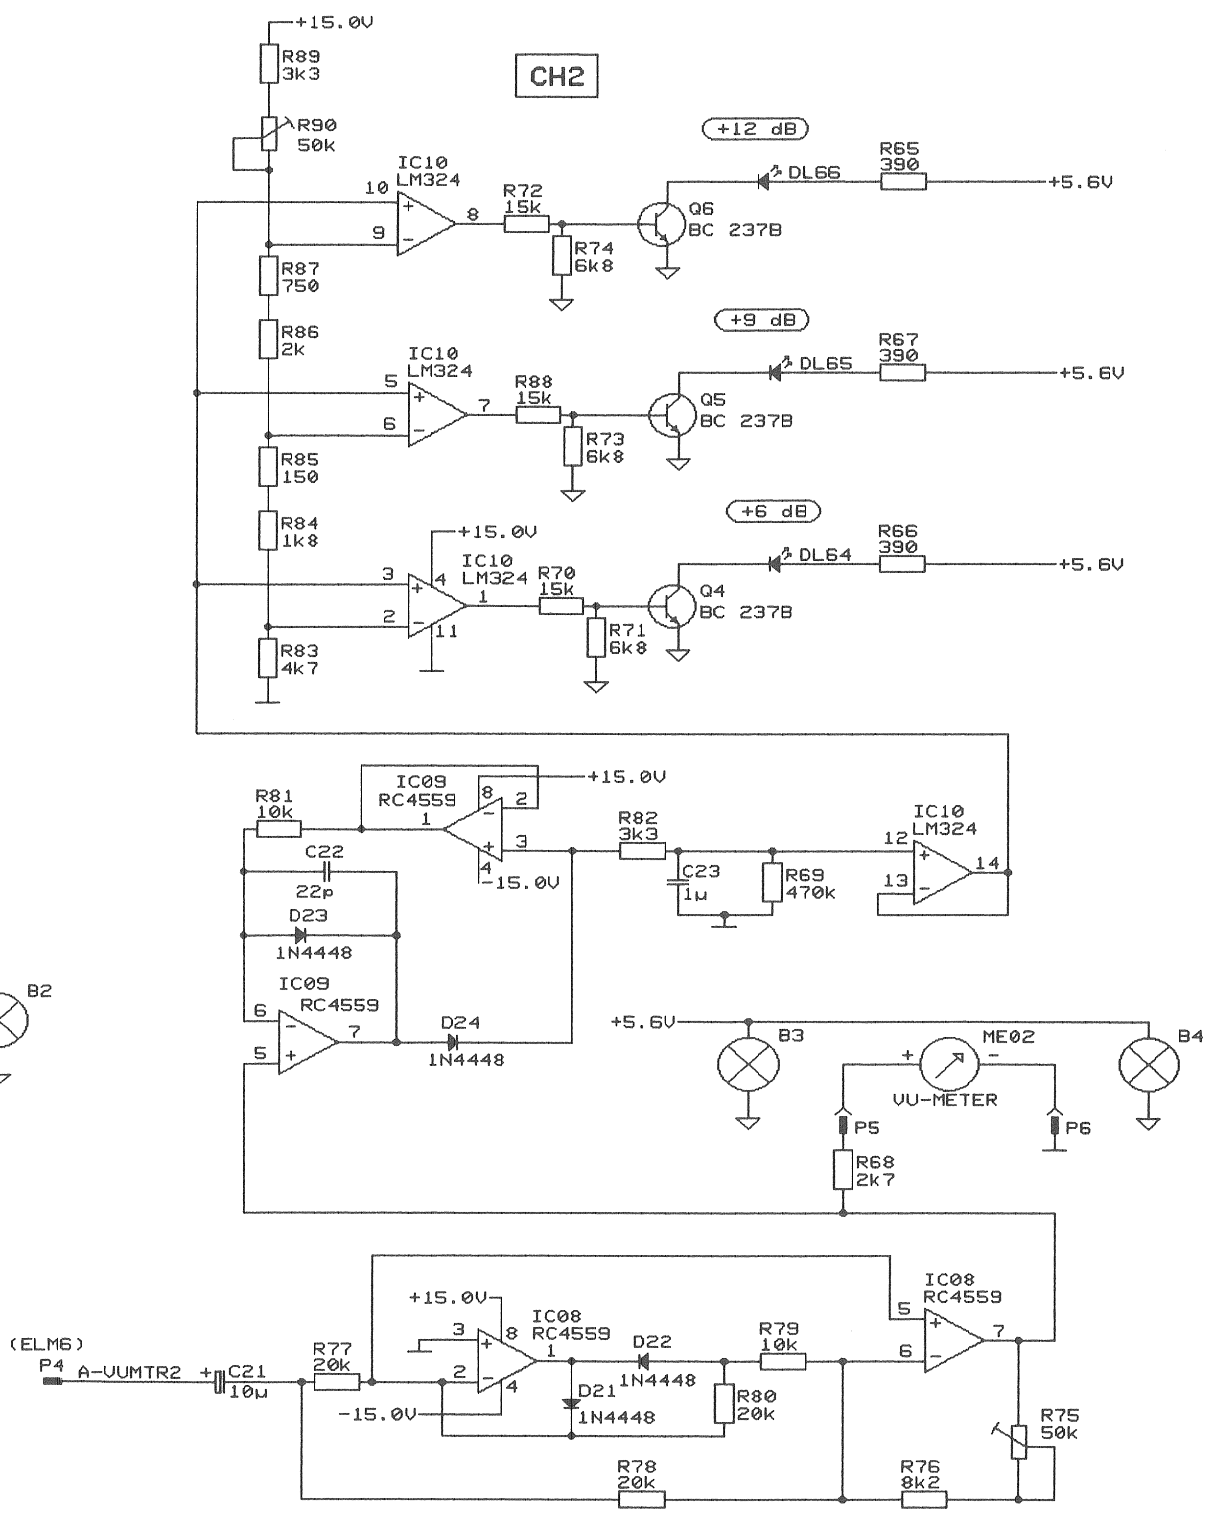 +15.0V
R89
3k3
CH2
R90
50k
+12 dB
IC10
LM324
10
9
8
R72
15k
R74
6k8
Q6
BC 237B
DL66
R65
390
+5.6V
R87
750
R86
2k
+9 dB
IC10
LM324
5
6
7
R88
15k
R73
6k8
Q5
BC 237B
DL65
R67
390
+5.6V
R85
150
R84
1k8
+6 dB
+15.0V
IC10
LM324
3
2
4
11
1
R70
15k
R71
6k8
Q4
BC 237B
DL64
R66
390
+5.6V
R83
4k7
R81
10k
IC09
RC4559
1
8
2
3
4
+15.0V
-15.0V
C22
22p
D23
1N4448
R82
3k3
C23
1µ
R69
470k
IC10
LM324
12
13
14
IC09
RC4559
6
5
7
D24
1N4448
B2
+5.6V
B3
ME02
+
-
VU-METER
B4
P5
P6
R68
2k7
(ELM6)
P4
A-VUMTR2
+
C21
10µ
R77
20k
+15.0V
-15.0V
IC08
RC4559
3
2
8
4
1
D22
1N4448
D21
1N4448
R79
10k
R80
20k
IC08
RC4559
5
6
7
R75
50k
R78
20k
R76
8k2